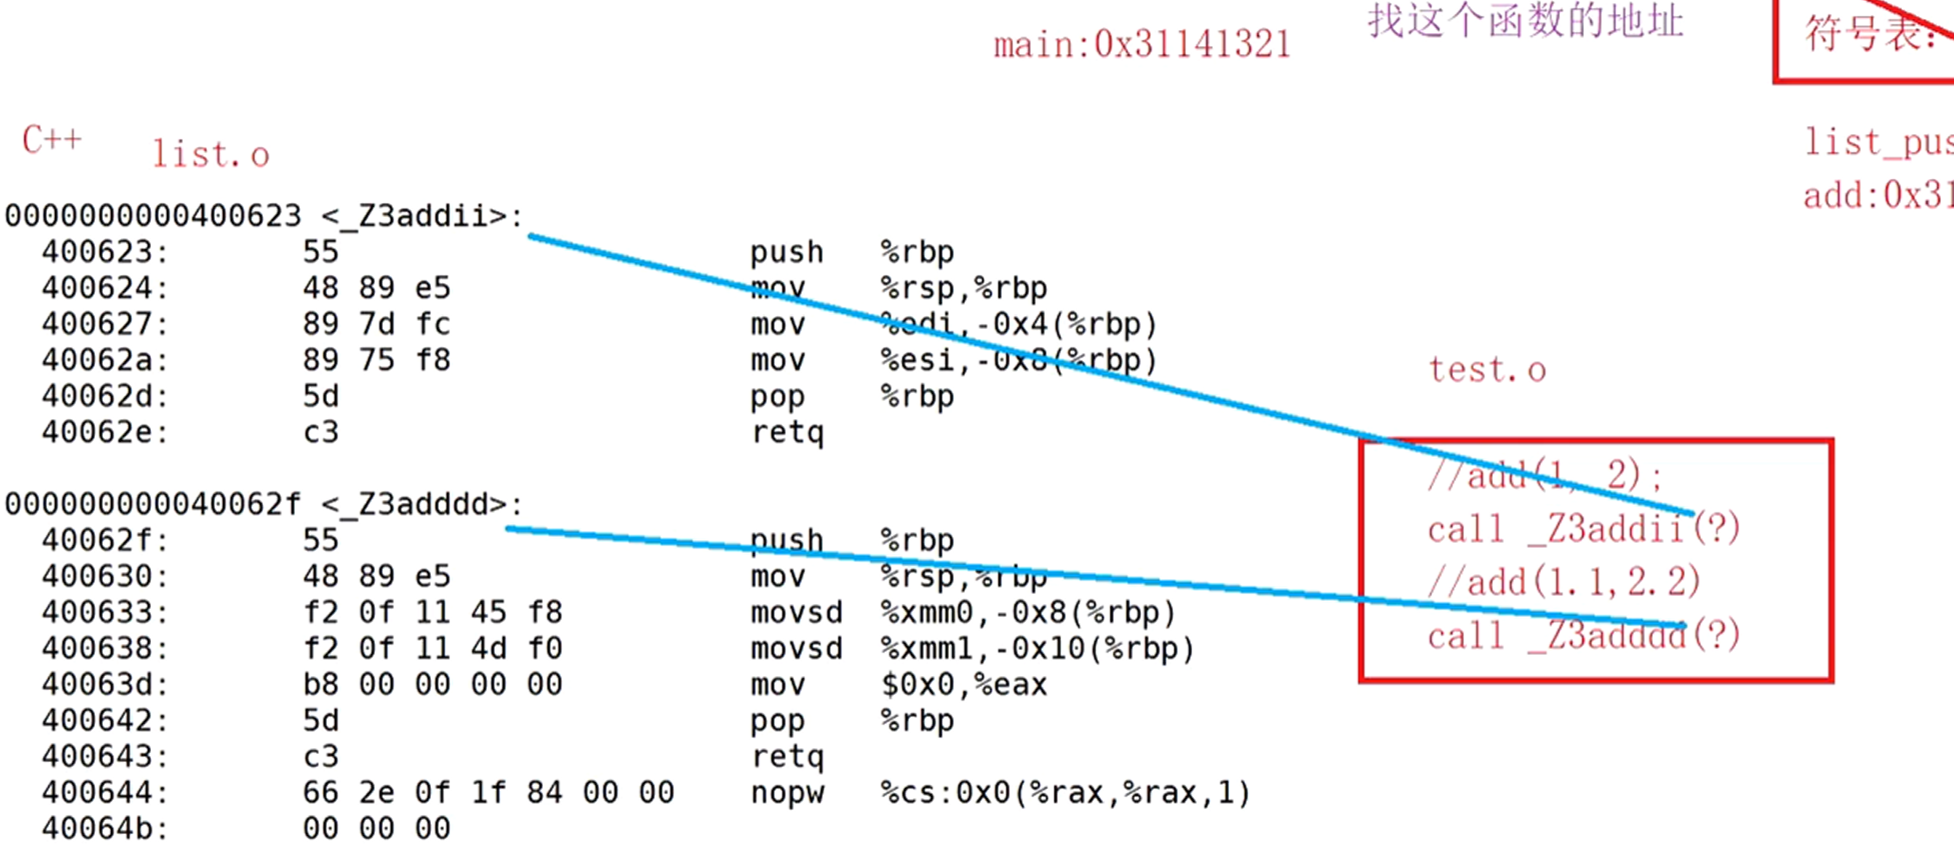 找这个函数的地址
main:0x31141321
符号表:
C++
list.o
list_pus
add:0x31
0000000000400623 <_Z3addii>:
400623: 55 push %rbp
400624: 48 89 e5 mov %rsp,%rbp
400627: 89 7d fc mov %edi,-0x4(%rbp)
40062a: 89 75 f8 mov %esi,-0x8(%rbp)
40062d: 5d pop %rbp
40062e: c3 retq
000000000040062f <_Z3adddd>:
40062f: 55 push %rbp
400630: 48 89 e5 mov %rsp,%rbp
400633: f2 0f 11 45 f8 movsd %xmm0,-0x8(%rbp)
400638: f2 0f 11 4d f0 movsd %xmm1,-0x10(%rbp)
40063d: b8 00 00 00 00 mov $0x0,%eax
400642: 5d pop %rbp
400643: c3 retq
400644: 66 2e 0f 1f 84 00 00 nopw %cs:0x0(%rax,%rax,1)
40064b: 00 00 00
test.o
//add(1, 2);
call _Z3addii(?)
//add(1.1,2.2)
call _Z3adddd(?)